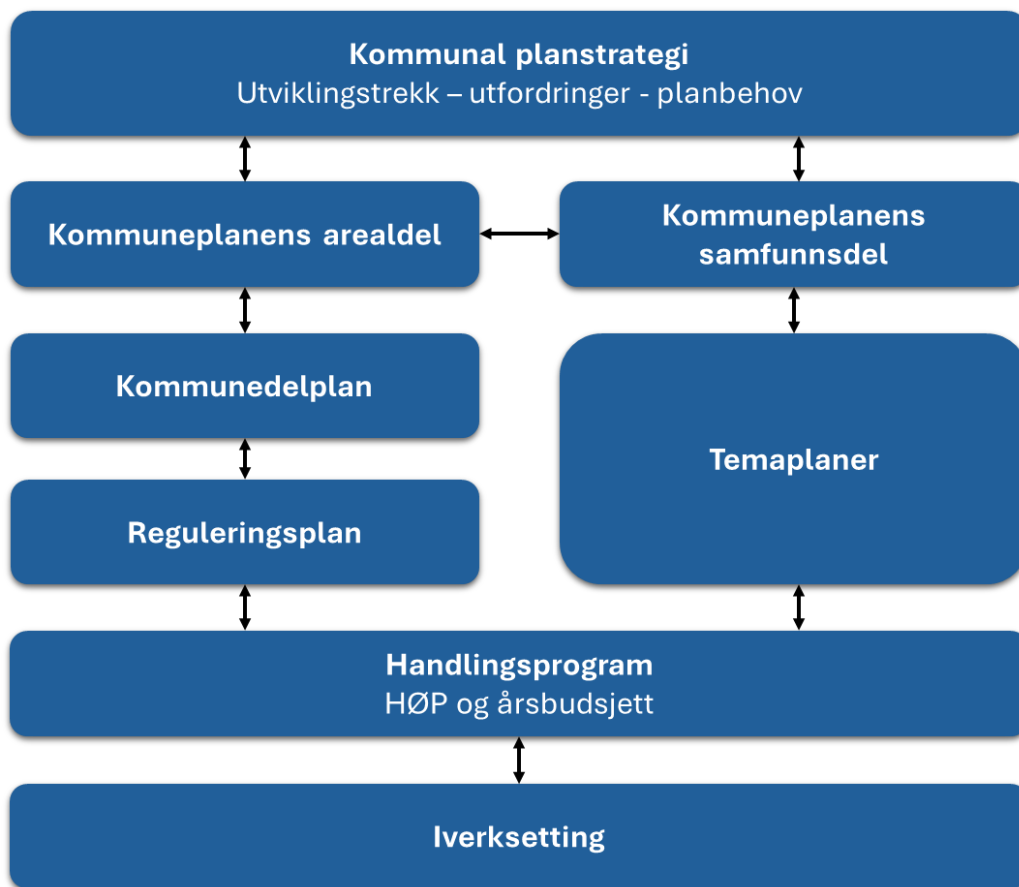 Kommunal planstrategi
Utviklingstrekk – utfordringer - planbehov
Kommuneplanens arealdel
Kommuneplanens
samfunnsdel
Kommunedelplan
Temaplaner
Reguleringsplan
Handlingsprogram
HØP og årsbudsjett
Iverksetting